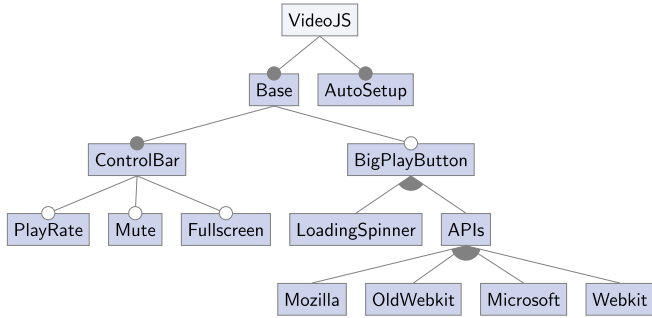 VideoJS
Base
AutoSetup
ControlBar
BigPlayButton
PlayRate
Mute
Fullscreen
LoadingSpinner
APIs
Mozilla
OldWebkit
Microsoft
Webkit